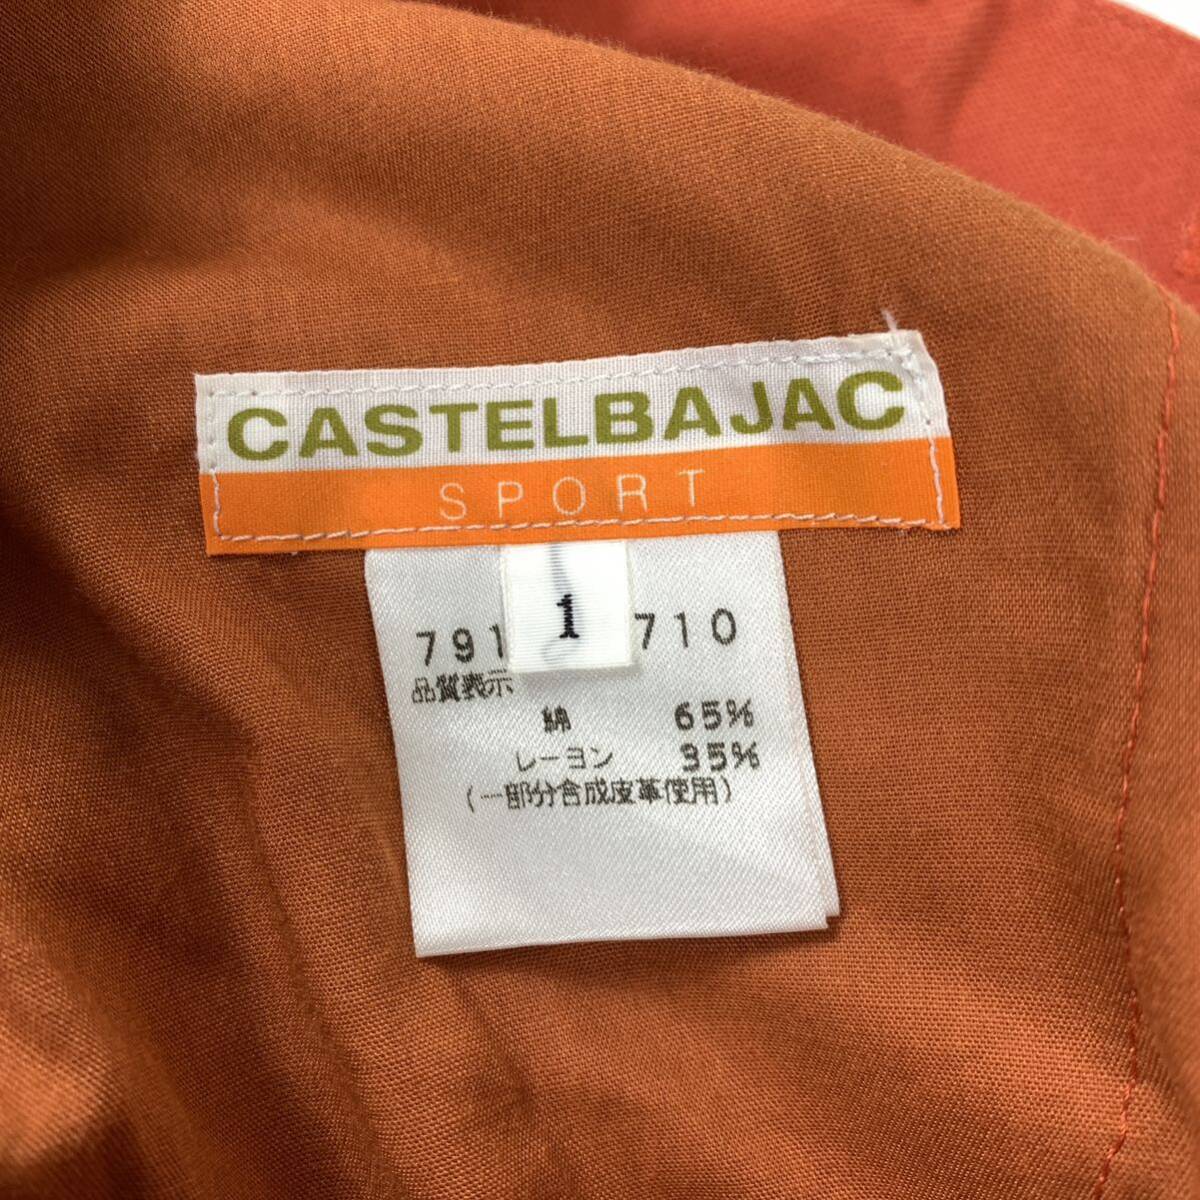 CASTELBAJAC
SPORT
1
791 710
品質表示
綿 65%
レーヨン 35%
(一部分合成皮革使用)